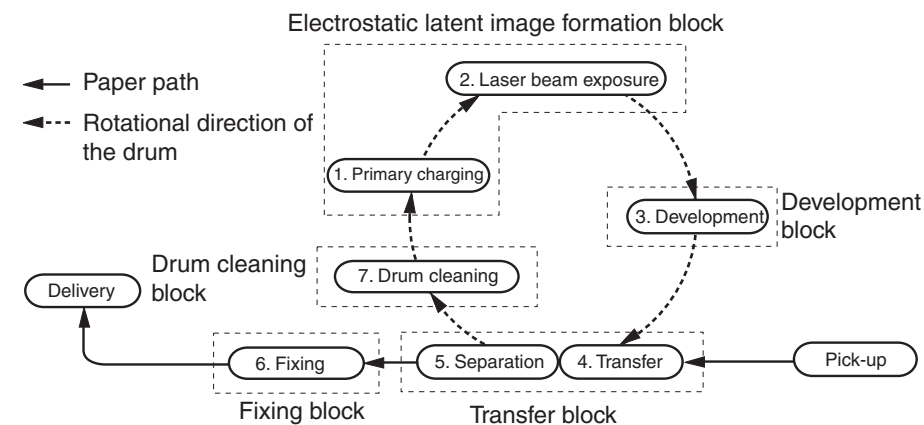 Electrostatic latent image formation block
Paper path
Rotational direction of
the drum
2. Laser beam exposure
1. Primary charging
3. Development
Development
block
Drum cleaning
block
7. Drum cleaning
Delivery
6. Fixing
5. Separation
4. Transfer
Pick-up
Fixing block
Transfer block